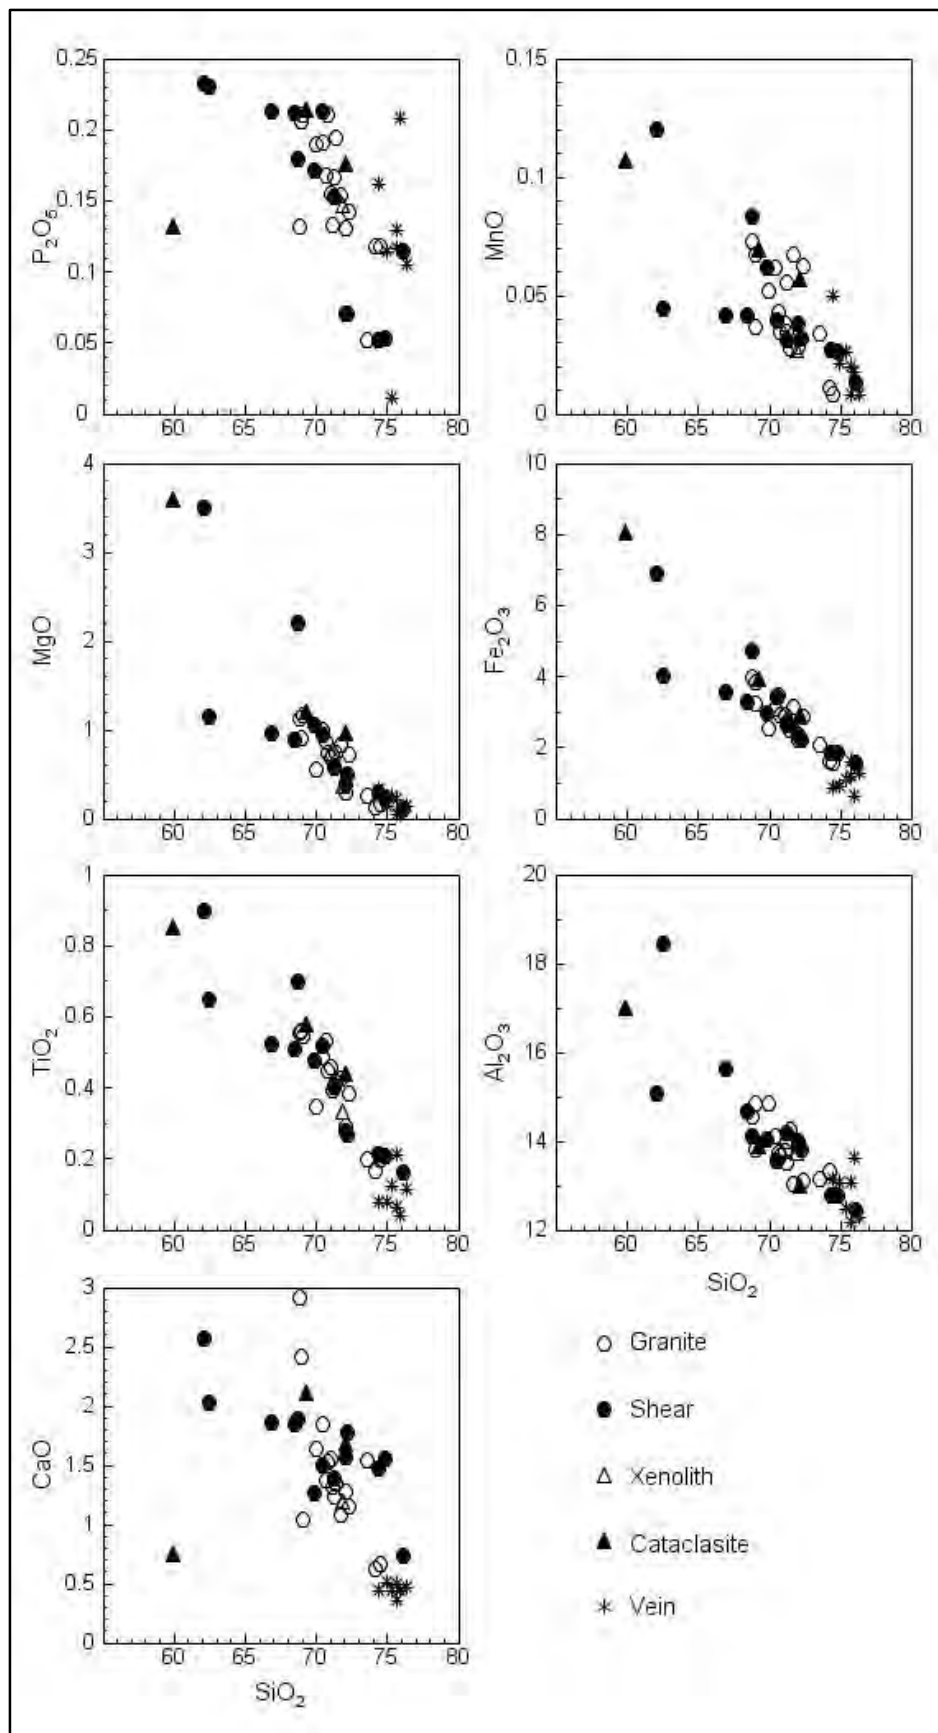 0.25
0.2
0.15
0.1
0.05
0
P₂O₅
60 65 70 75 80
0.15
0.1
0.05
0
MnO
60 65 70 75 80
4
3
2
1
0
MgO
60 65 70 75 80
10
8
6
4
2
0
Fe₂O₃
60 65 70 75 80
1
0.8
0.6
0.4
0.2
0
TiO₂
60 65 70 75 80
20
18
16
14
12
Al₂O₃
60 65 70 75 80
SiO₂
3
2.5
2
1.5
1
0.5
0
CaO
60 65 70 75 80
SiO₂
Granite
Shear
Xenolith
Cataclasite
Vein